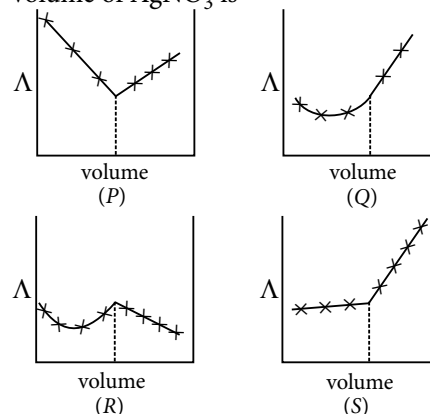 volume of AgNO3 is
Λ
volume
(P)
Λ
volume
(Q)
Λ
volume
(R)
Λ
volume
(S)